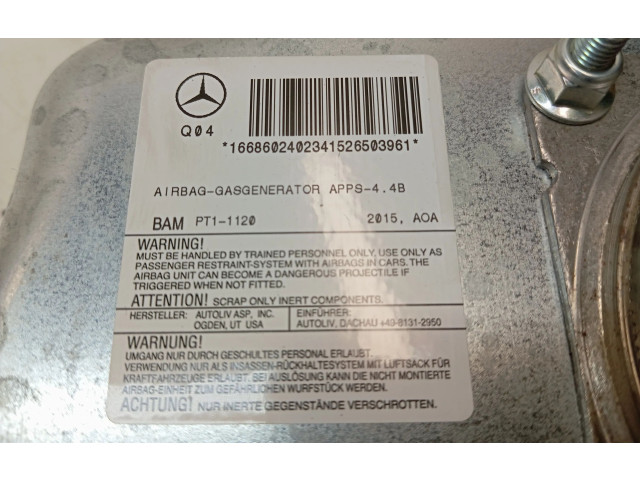 Q04
*1668602402341526503961*
AIRBAG-GASGENERATOR APPS-4.4B
BAM PT1-1120 2015, AOA
WARNING!
MUST BE HANDLED BY TRAINED PERSONNEL ONLY, USE ONLY AS
PASSENGER RESTRAINT-SYSTEM WITH AIRBAGS IN CARS. THE
AIRBAG UNIT CAN BECOME A DANGEROUS PROJECTILE IF
TRIGGERED WHEN NOT FITTED.
ATTENTION! SCRAP ONLY INERT COMPONENTS.
HERSTELLER: AUTOLIV ASP, INC. EINFÜHRER:
OGDEN, UT USA AUTOLIV, DACHAU +49-8131-2950
WARNUNG!
UMGANG NUR DURCH GESCHULTES PERSONAL ERLAUBT.
VERWENDUNG NUR ALS INSASSEN-RÜCKHALTESYSTEM MIT LUFTSACK FÜR
KRAFTFAHRZEUGE ERLAUBT. BEI AUSLÖSUNG KANN DIE NICHT MONTIERTE
AIRBAG-EINHEIT ZU EINEM GEFÄHRLICHEN WURFSTÜCK WERDEN.
ACHTUNG! NUR INERTE GEGENSTÄNDE VERSCHROTTEN.